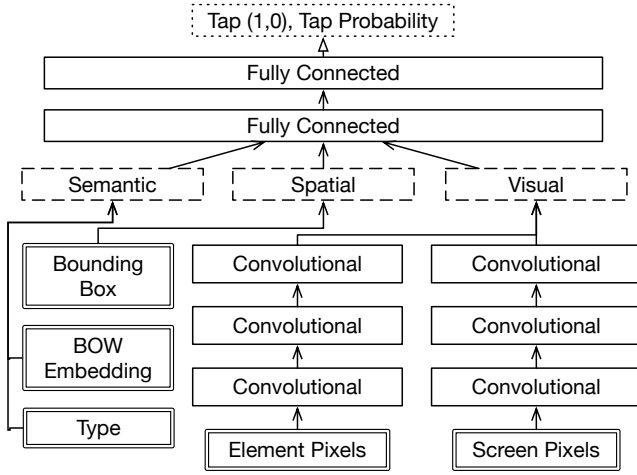 Tap (1,0), Tap Probability
Fully Connected
Fully Connected
Semantic
Spatial
Visual
Bounding
Box
Convolutional
Convolutional
BOW
Embedding
Convolutional
Convolutional
Type
Convolutional
Convolutional
Element Pixels
Screen Pixels